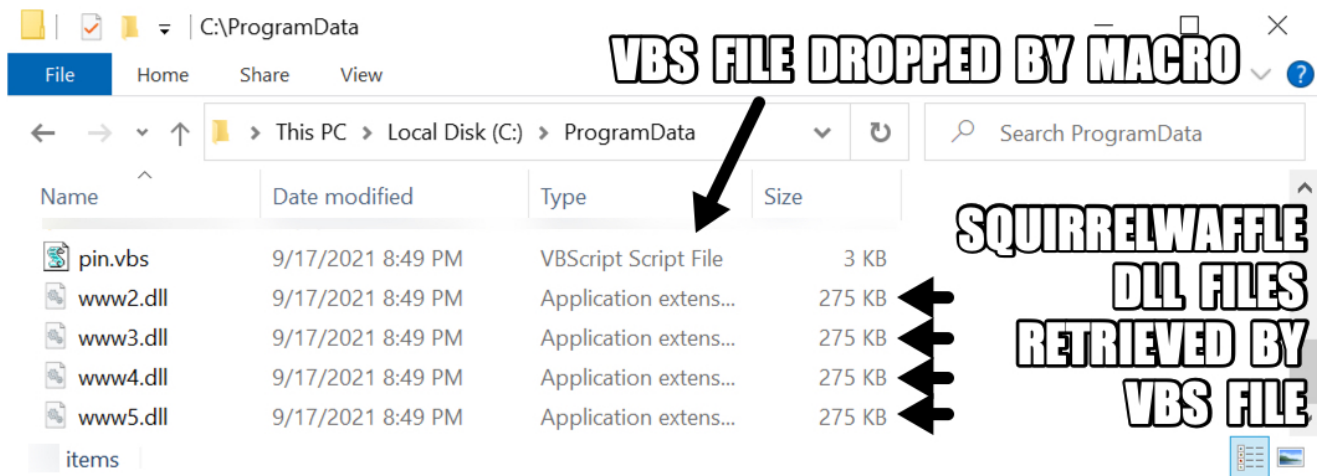 C:\ProgramData
VBS FILE DROPPED BY MACRO
File Home Share View
?
This PC > Local Disk (C:) > ProgramData
Search ProgramData
Name Date modified Type Size
SQUIRRELWAFFLE
DLL FILES
RETRIEVED BY
VBS FILE
pin.vbs 9/17/2021 8:49 PM VBScript Script File 3 KB
www2.dll 9/17/2021 8:49 PM Application extens... 275 KB
www3.dll 9/17/2021 8:49 PM Application extens... 275 KB
www4.dll 9/17/2021 8:49 PM Application extens... 275 KB
www5.dll 9/17/2021 8:49 PM Application extens... 275 KB
items